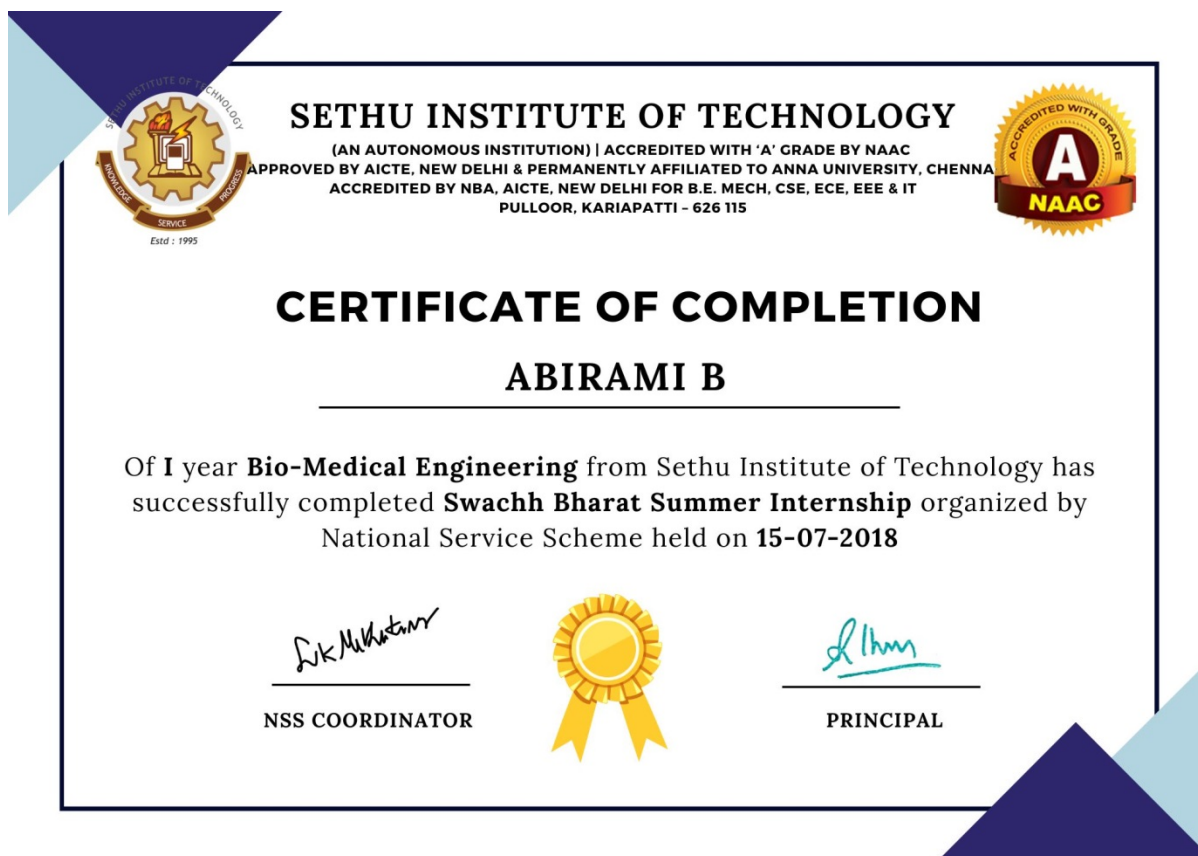 SETHU INSTITUTE OF TECHNOLOGY
KNOWLEDGE
SERVICE
PROGRESS
Estd : 1995
SETHU INSTITUTE OF TECHNOLOGY
(AN AUTONOMOUS INSTITUTION) | ACCREDITED WITH ‘A’ GRADE BY NAAC
APPROVED BY AICTE, NEW DELHI & PERMANENTLY AFFILIATED TO ANNA UNIVERSITY, CHENNA
ACCREDITED BY NBA, AICTE, NEW DELHI FOR B.E. MECH, CSE, ECE, EEE & IT
PULLOOR, KARIAPATTI – 626 115
ACCREDITED WITH GRADE
A
NAAC
CERTIFICATE OF COMPLETION
ABIRAMI B
Of I year Bio-Medical Engineering from Sethu Institute of Technology has
successfully completed Swachh Bharat Summer Internship organized by
National Service Scheme held on 15-07-2018
NSS COORDINATOR
PRINCIPAL